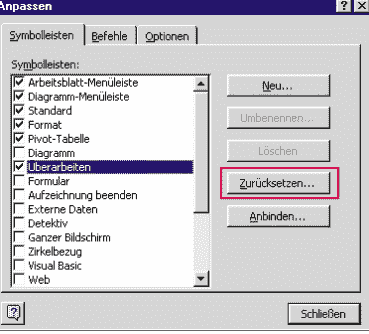 Anpassen
Symbolleisten Befehle Optionen
Symbolleisten:
Arbeitsblatt-Menüleiste
Diagramm-Menüleiste
Standard
Format
Pivot-Tabelle
Diagramm
Überarbeiten
Formular
Aufzeichnung beenden
Externe Daten
Detektiv
Ganzer Bildschirm
Zirkelbezug
Visual Basic
Web
Neu...
Umbenennen...
Löschen
Zurücksetzen...
Anbinden...
Schließen